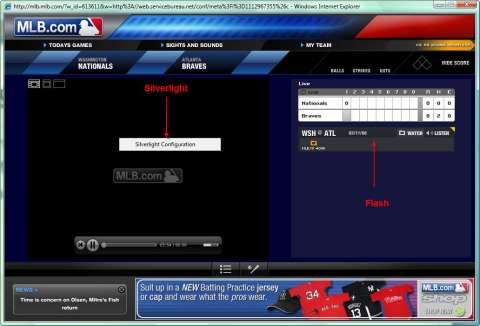 http://mlb.mlb.com/?w_id=613611&w=http%3A//web.servicebureau.net/conf/meta%3Fi%3D1112967355%26c - Windows Internet Explorer
MLB.com
TODAYS GAMES
SIGHTS AND SOUNDS
MY TEAM
WASHINGTON
NATIONALS
ATLANTA
BRAVES
BALLS STRIKES OUTS
HIDE SCORE
Silverlight
Silverlight Configuration
MLB.com
Live
1 2 3 4 5 6 7 8 9 R H E
Nationals 0 0 0 0
Braves 0 2 0
WSH @ ATL 03/11/08 WATCH LISTEN
Flash
NEWS
Time is concern on Olsen, Mitre's Fish
return
Suit up in a NEW Batting Practice jersey
or cap and wear what the pros wear.
34
13
MLB.com
Shop
SHOP NOW